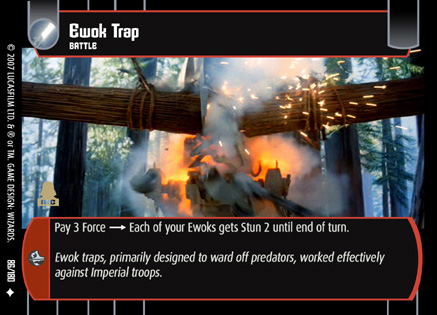 Ewok Trap
BATTLE
Pay 3 Force → Each of your Ewoks gets Stun 2 until end of turn.
Ewok traps, primarily designed to ward off predators, worked effectively
against Imperial troops.
© 2007 LUCASFILM LTD. & ® or TM. GAME DESIGN: WIZARDS.
86/180